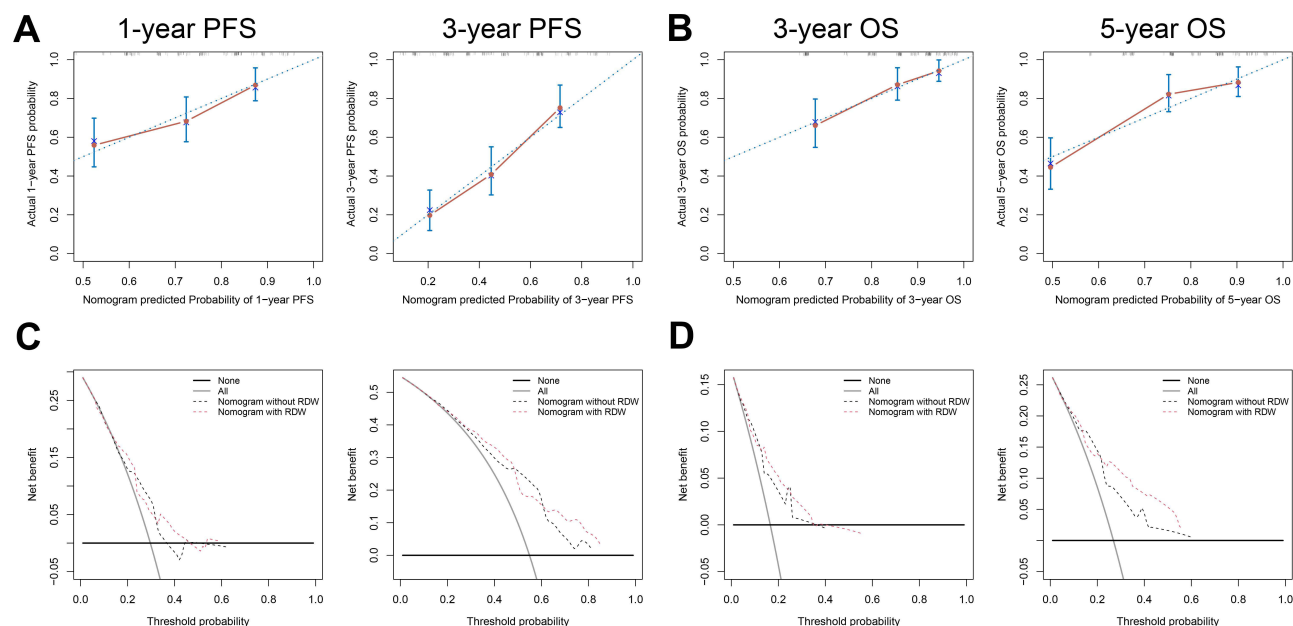 A
1-year PFS
Actual 1−year PFS probability
0.0 0.2 0.4 0.6 0.8 1.0
0.5 0.6 0.7 0.8 0.9 1.0
Nomogram predicted Probability of 1−year PFS
3-year PFS
Actual 3−year PFS probability
0.0 0.2 0.4 0.6 0.8 1.0
0.2 0.4 0.6 0.8 1.0
Nomogram predicted Probability of 3−year PFS
B
3-year OS
Actual 3−year OS probability
0.0 0.2 0.4 0.6 0.8 1.0
0.5 0.6 0.7 0.8 0.9 1.0
Nomogram predicted Probability of 3−year OS
5-year OS
Actual 5−year OS probability
0.0 0.2 0.4 0.6 0.8 1.0
0.5 0.6 0.7 0.8 0.9 1.0
Nomogram predicted Probability of 5−year OS
C
Net benefit
−0.05 0.05 0.15 0.25
None
All
Nomogram without RDW
Nomogram with RDW
0.0 0.2 0.4 0.6 0.8 1.0
Threshold probability
Net benefit
0.0 0.1 0.2 0.3 0.4 0.5
None
All
Nomogram without RDW
Nomogram with RDW
0.0 0.2 0.4 0.6 0.8 1.0
Threshold probability
D
Net benefit
−0.05 0.00 0.05 0.10 0.15
None
All
Nomogram without RDW
Nomogram with RDW
0.0 0.2 0.4 0.6 0.8 1.0
Threshold probability
Net benefit
−0.05 0.05 0.10 0.15 0.20 0.25
None
All
Nomogram without RDW
Nomogram with RDW
0.0 0.2 0.4 0.6 0.8 1.0
Threshold probability